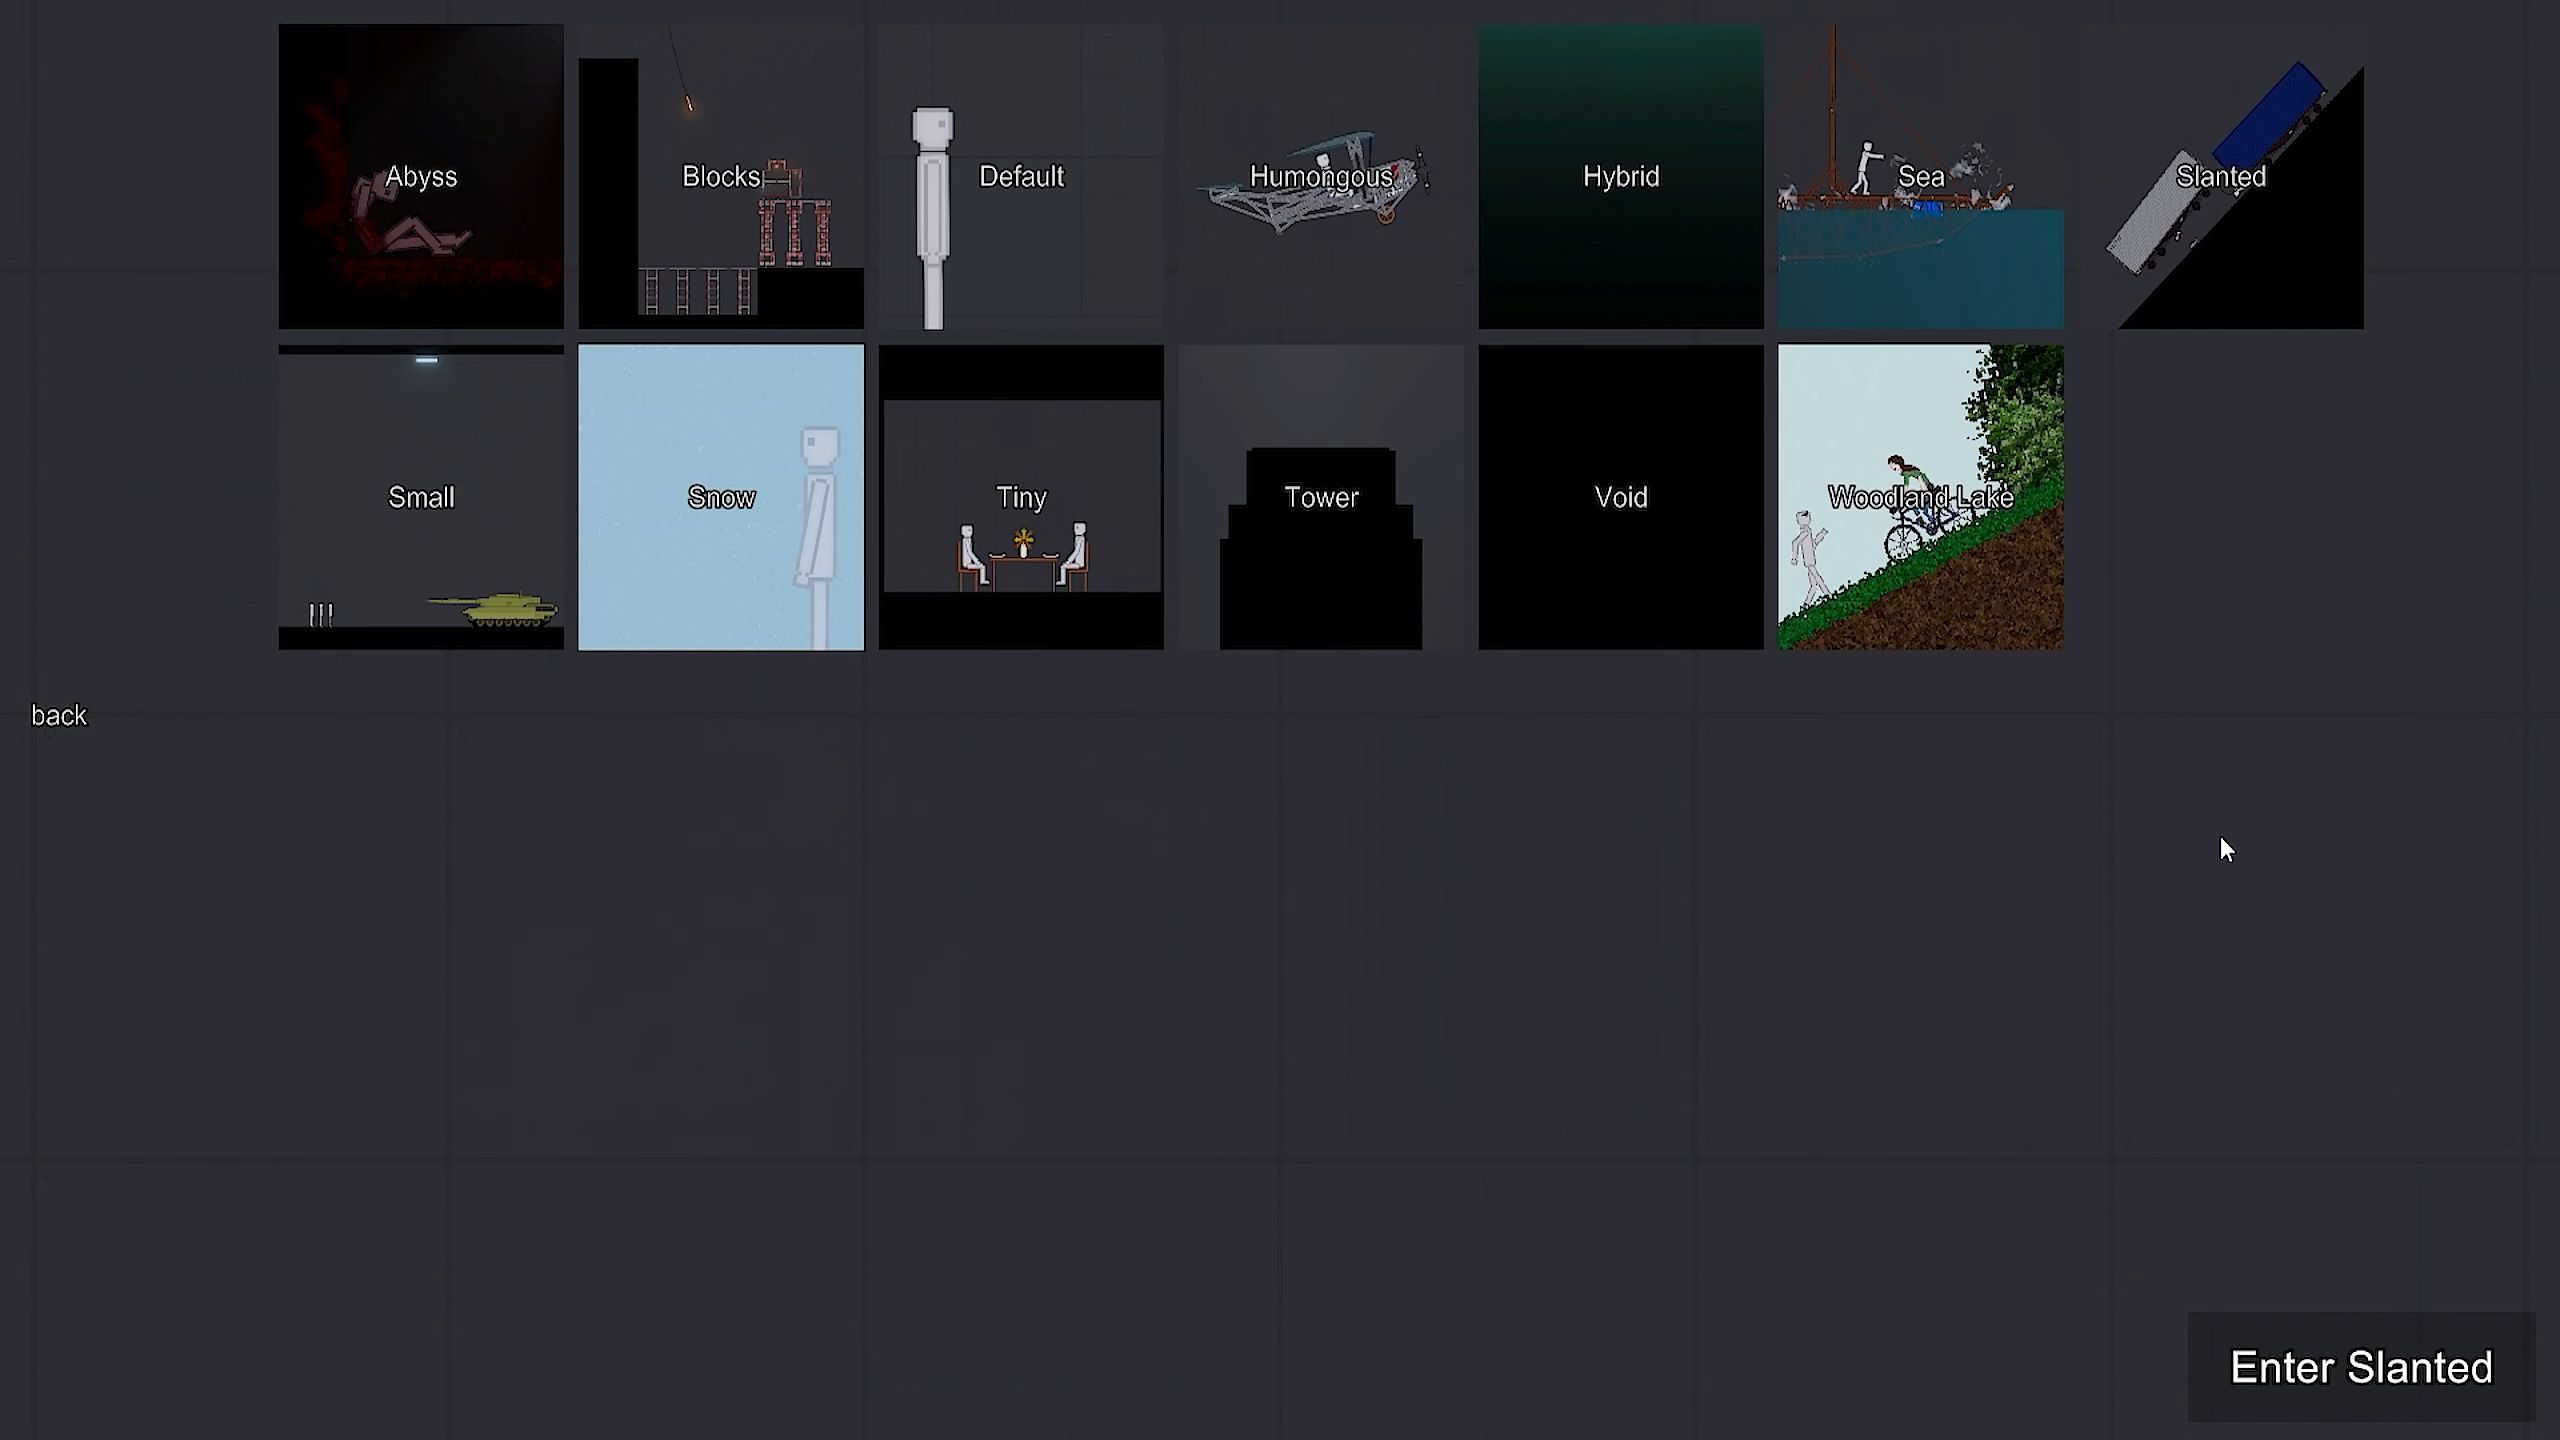 Abyss
Blocks
Default
Humongous
Hybrid
Sea
Slanted
Small
Snow
Tiny
Tower
Void
Woodland Lake
back
Enter Slanted